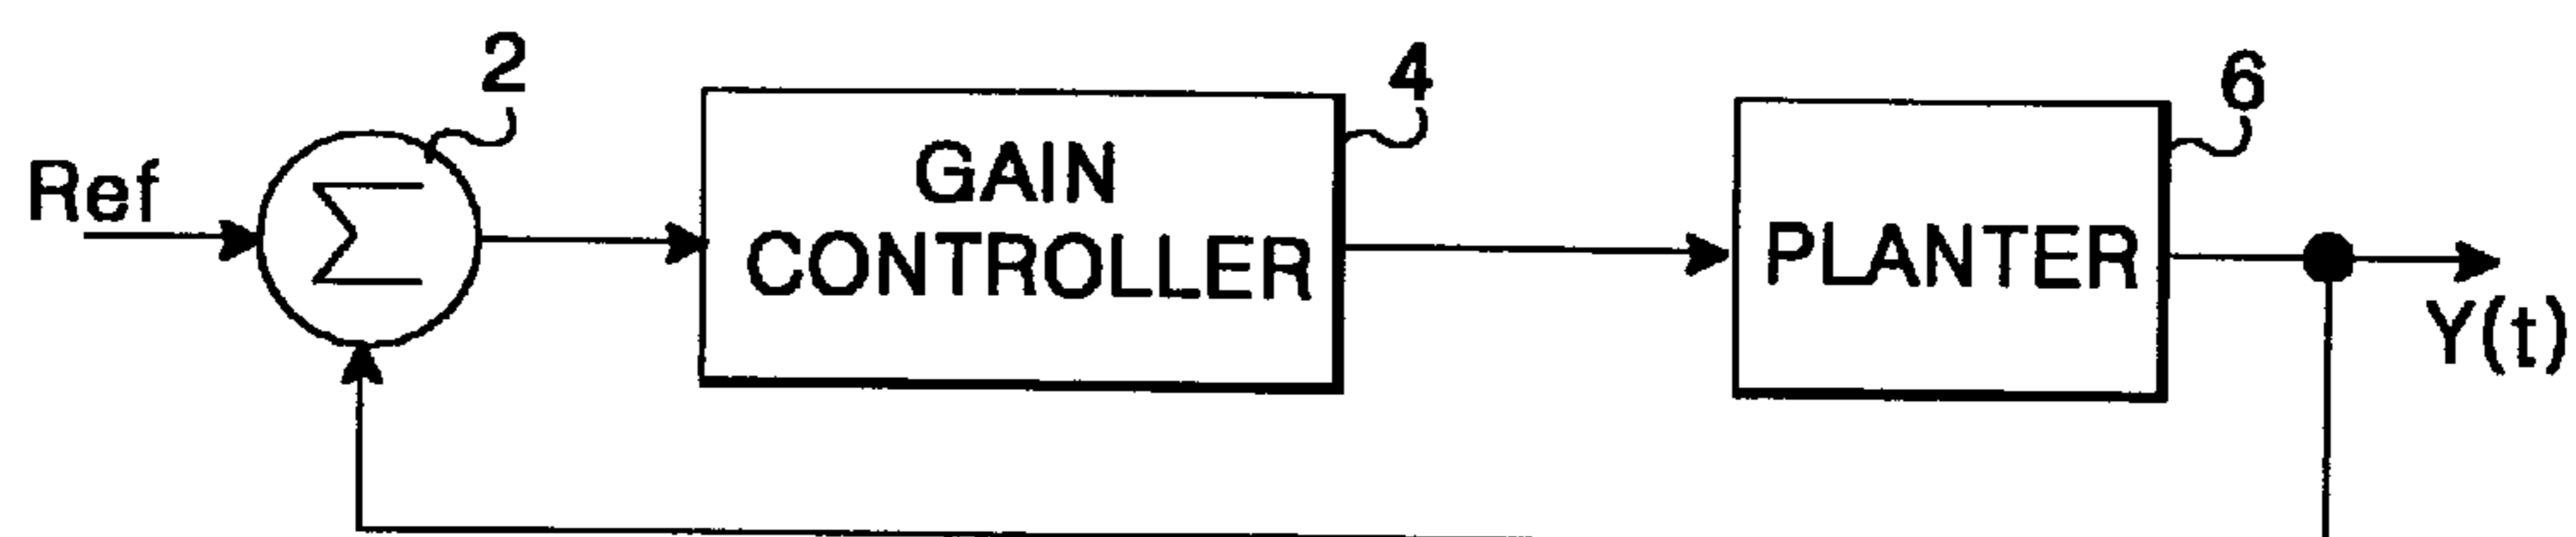 2
4
6
Ref
Σ
GAIN
CONTROLLER
PLANTER
Y(t)